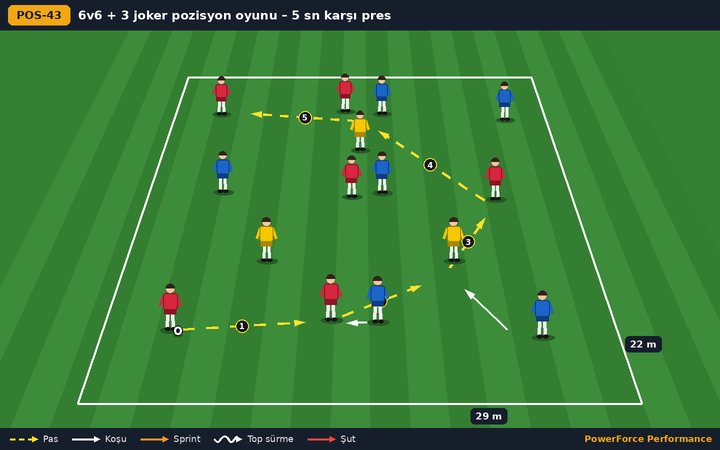 POS-43 6v6 + 3 joker pozisyon oyunu – 5 sn karşı pres
5
4
3
1
22 m
29 m
Pas Koşu Sprint Top sürme Şut PowerForce Performance